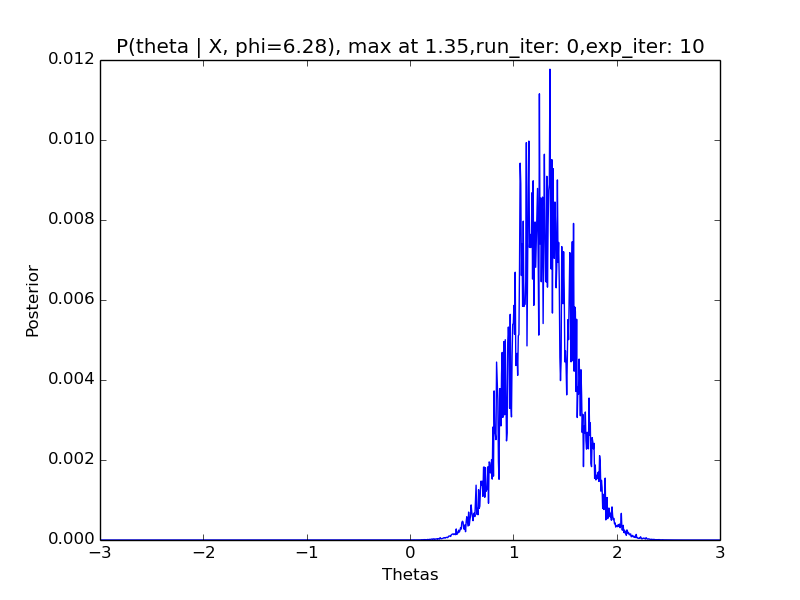 P(theta | X, phi=6.28), max at 1.35,run_iter: 0,exp_iter: 10
0.012
0.010
0.008
0.006
0.004
0.002
0.000
Posterior
−3 −2 −1 0 1 2 3
Thetas